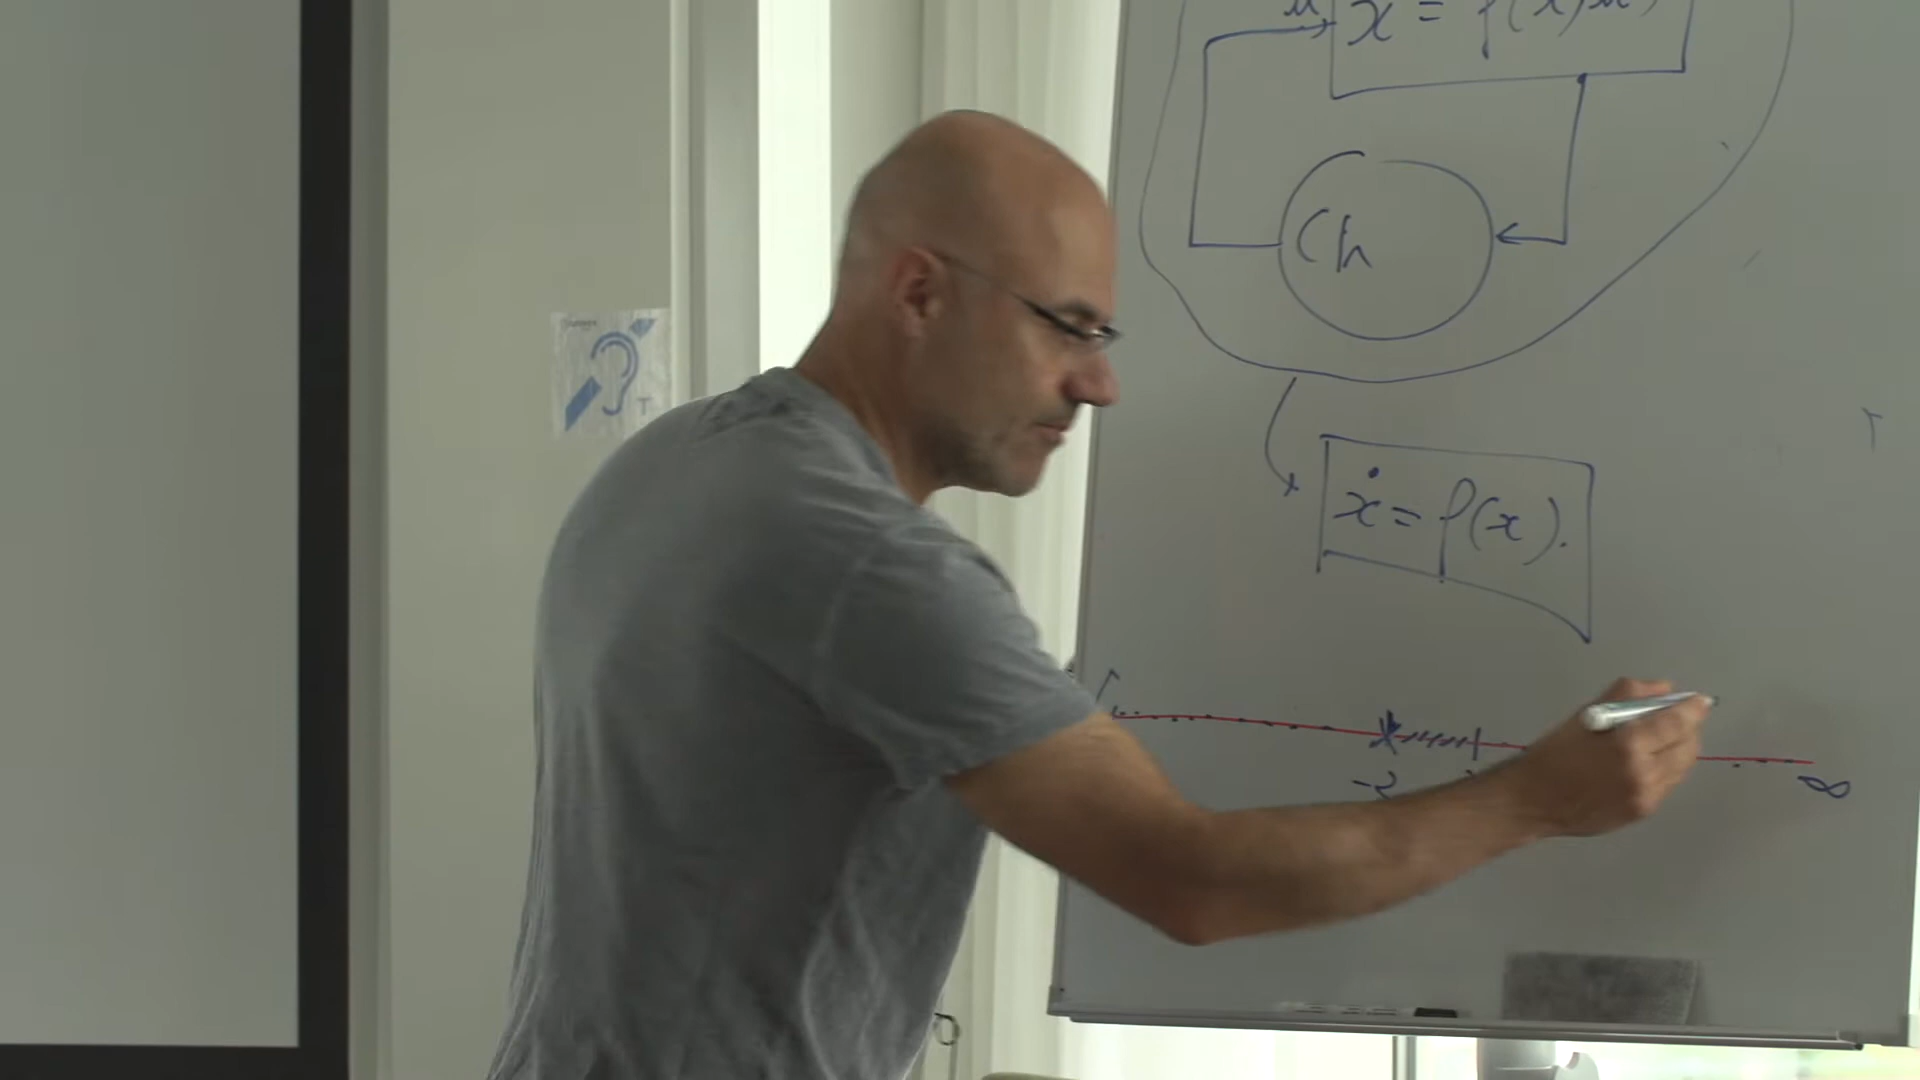 u
ẋ = f(x,u)
Ch
ẋ = f(x).
-2
∞
T